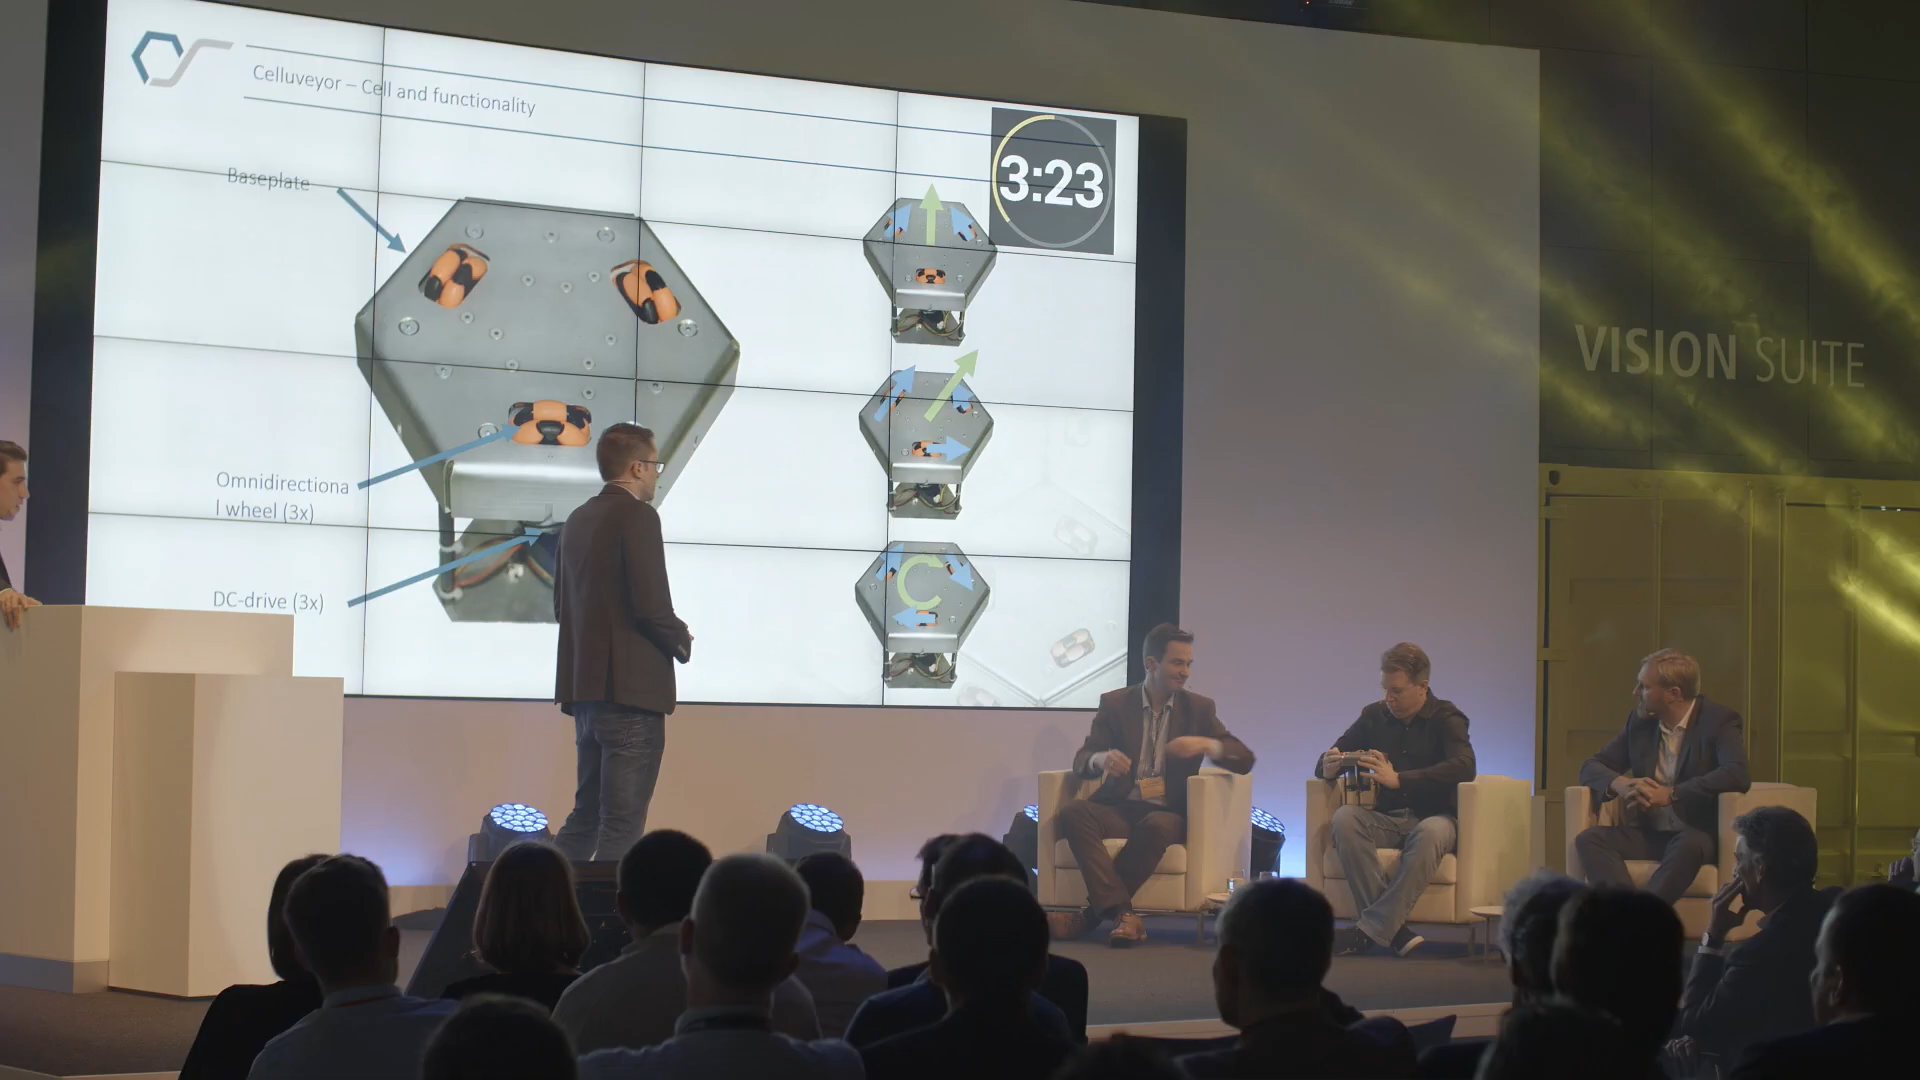 Celluveyor – Cell and functionality
3:23
Baseplate
Omnidirectiona
l wheel (3x)
DC-drive (3x)
VISION SUITE